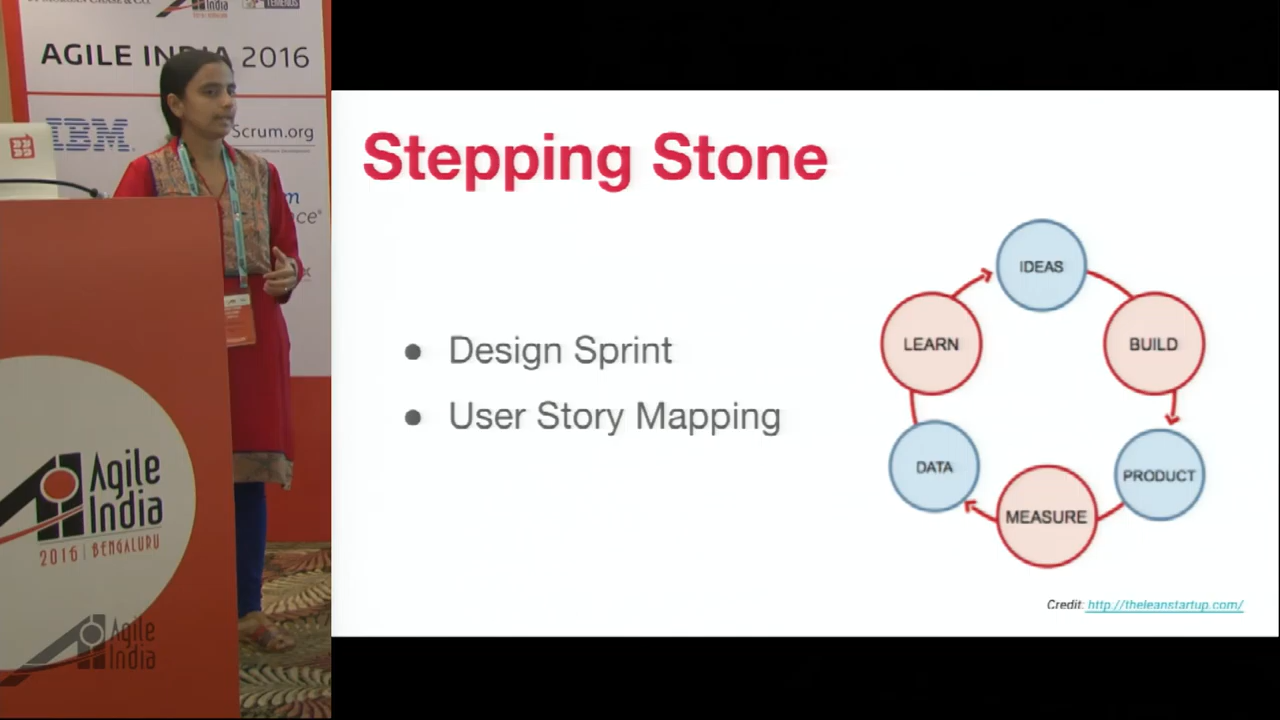 India
AGILE INDIA 2016
IBM
Scrum.org
Agile
India
2016 | BENGALURU
Agile
India
Stepping Stone
● Design Sprint
● User Story Mapping
IDEAS
BUILD
PRODUCT
MEASURE
DATA
LEARN
Credit: http://theleanstartup.com/